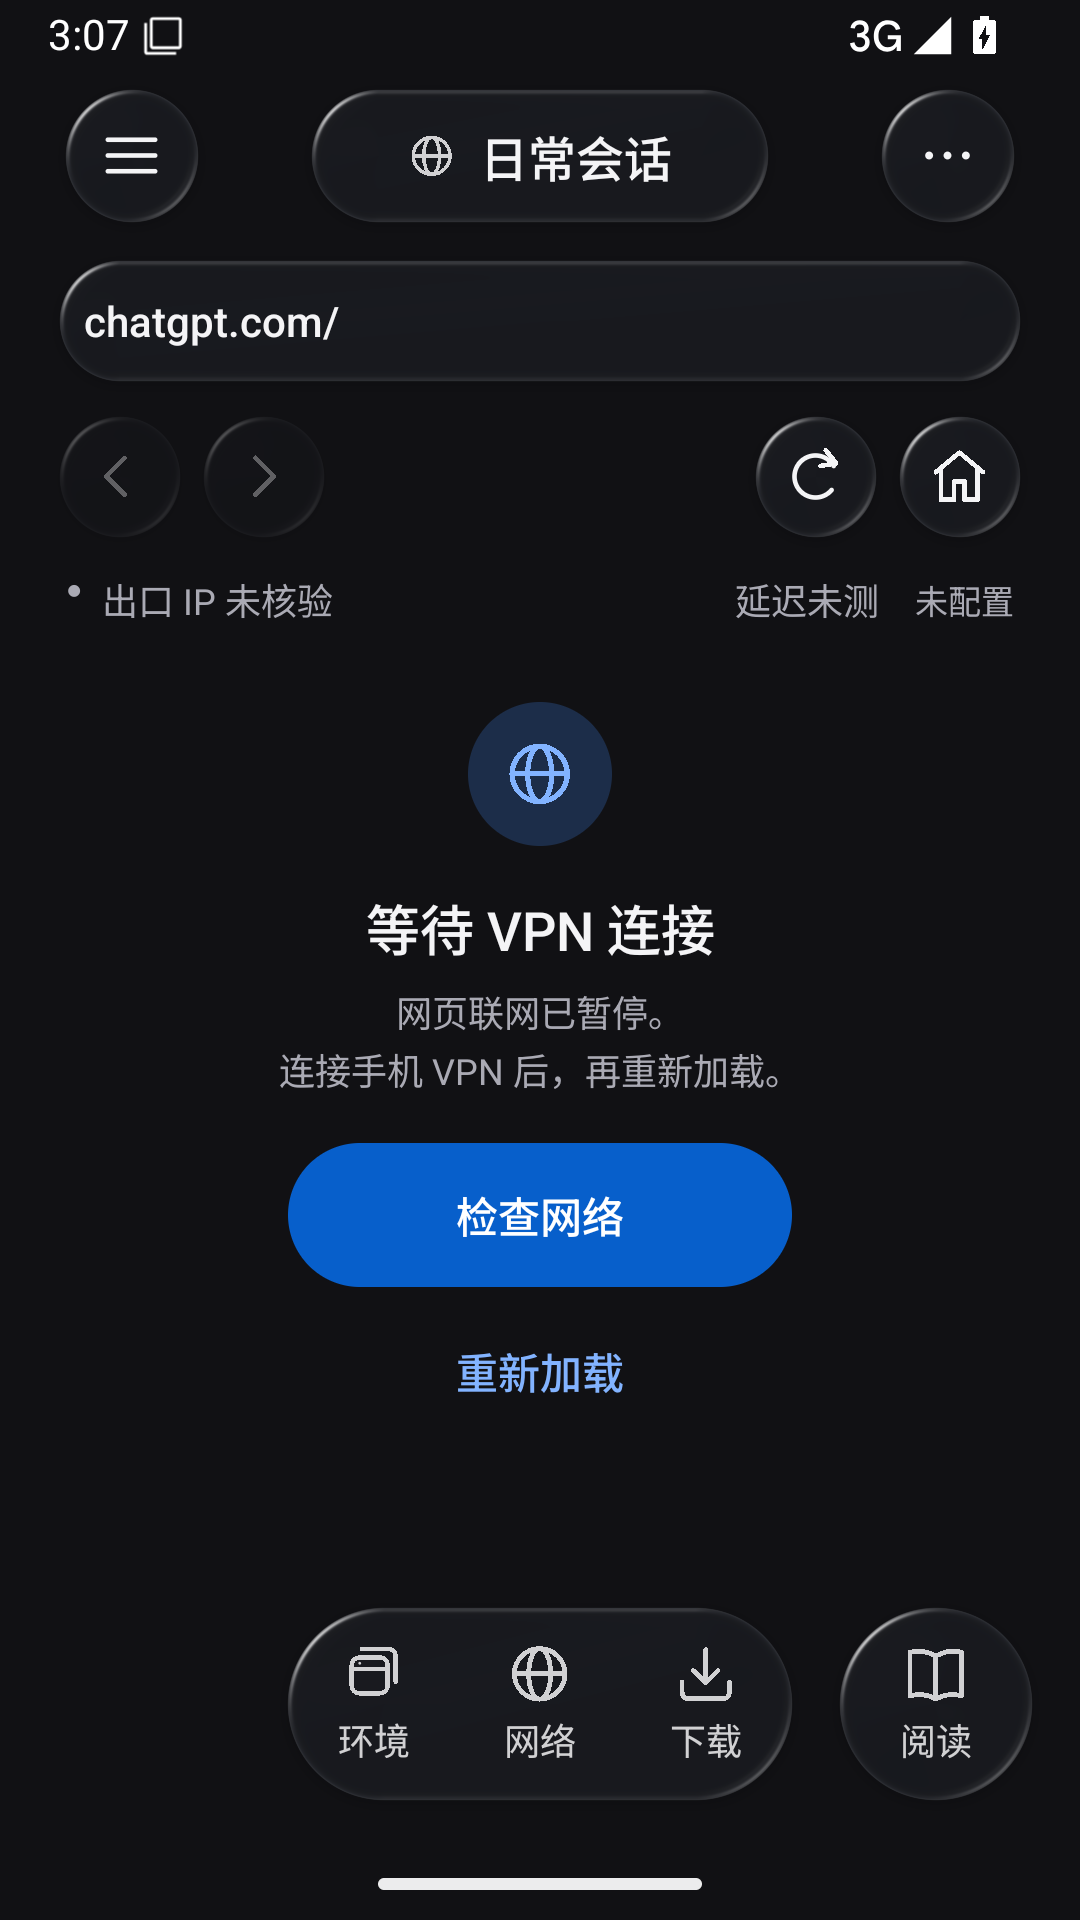 3:07
3G
日常会话
chatgpt.com/
出口 IP 未核验
延迟未测
未配置
等待 VPN 连接
网页联网已暂停。
连接手机 VPN 后，再重新加载。
检查网络
重新加载
环境
网络
下载
阅读